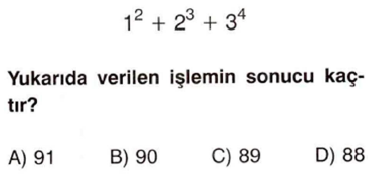 1² + 2³ + 3⁴
Yukarıda verilen işlemin sonucu kaç-
tır?
A) 91 B) 90 C) 89 D) 88